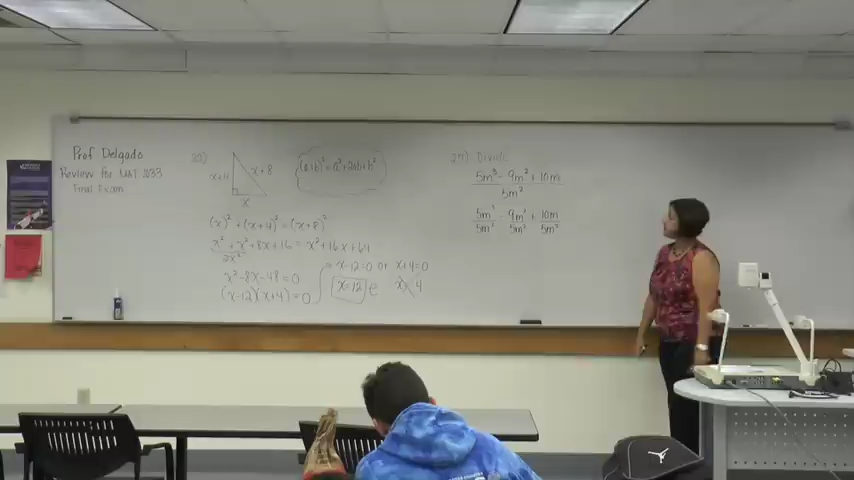 Prof Delgado
Review for MAT 1033
Final Exam
20)
x+4
x+8
x
(a+b)² = a²+2ab+b²
(x)² + (x+4)² = (x+8)²
x² + x² + 8x + 16 = x² + 16x + 64
2x²
x² - 8x - 48 = 0
(x-12)(x+4) = 0
x-12=0 or x+4=0
x=12
x 4
27) Divide
5m³ - 9m² + 10m
5m²
5m³ - 9m² + 10m
5m² 5m² 5m²